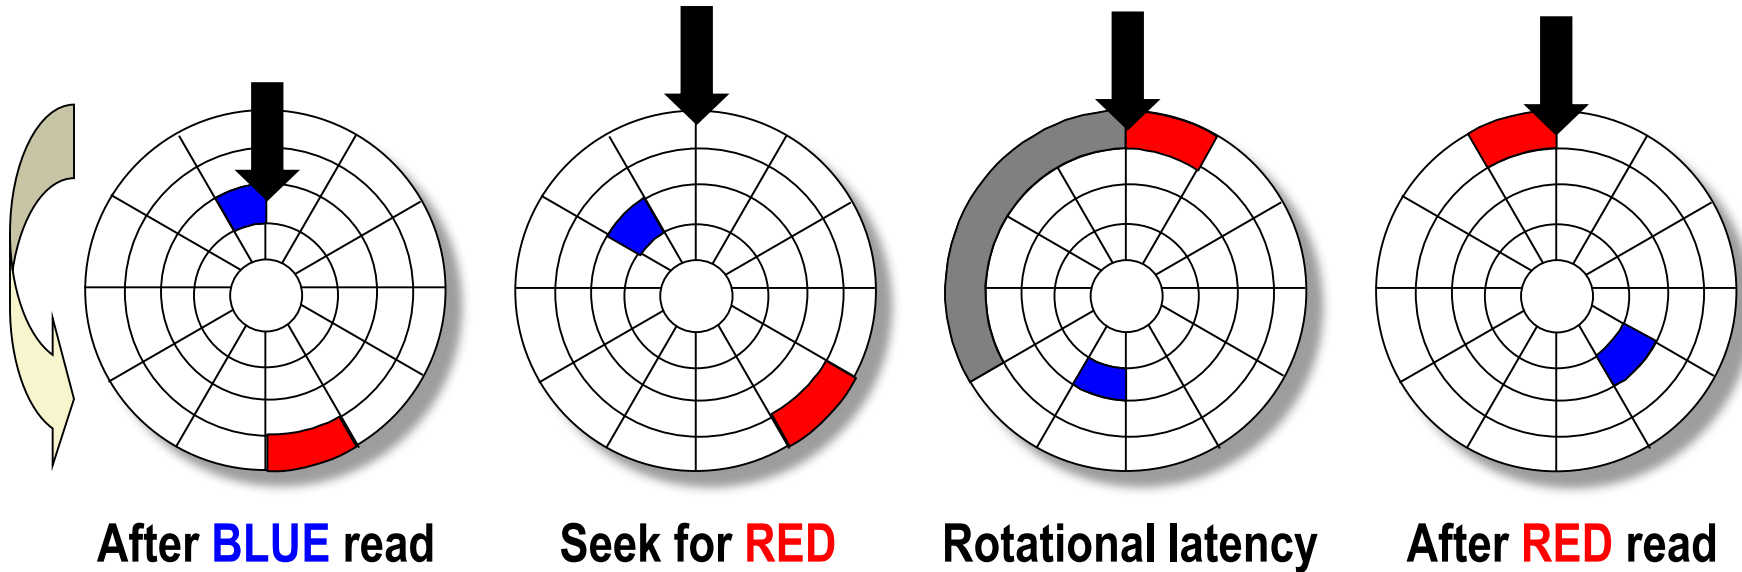 After BLUE read
Seek for RED
Rotational latency
After RED read